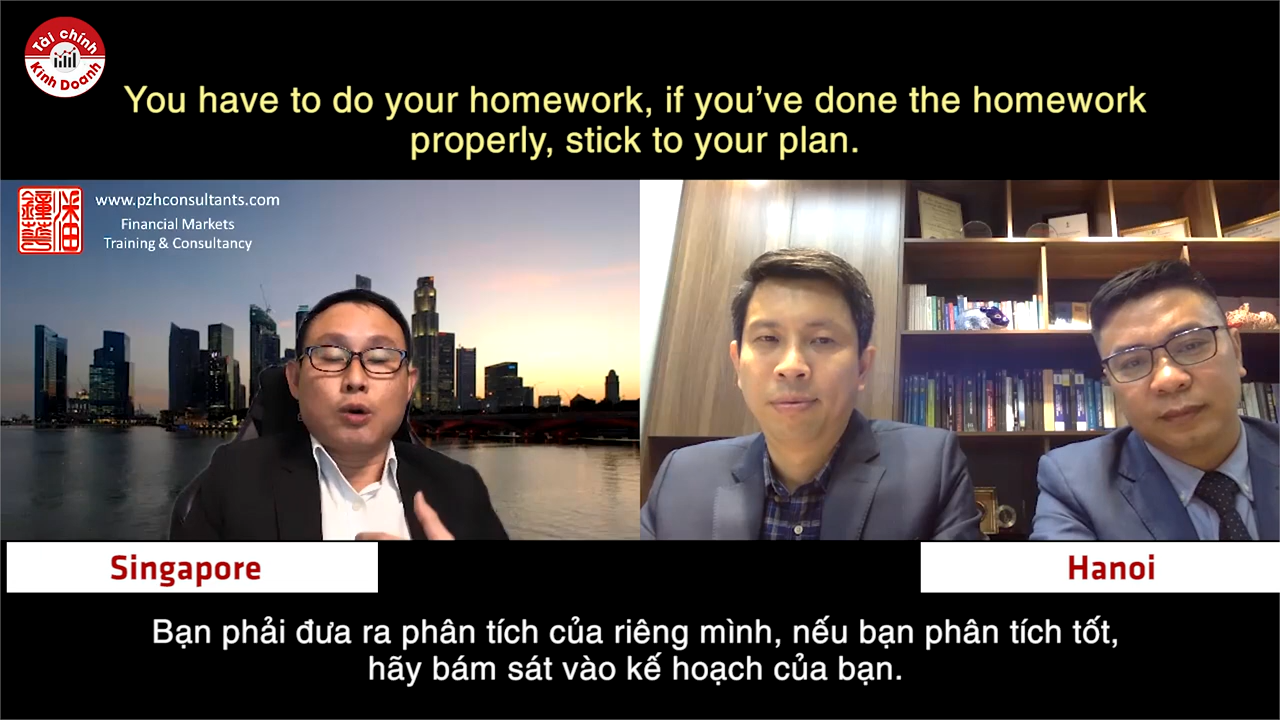 Tài chính
Kinh Doanh
You have to do your homework, if you’ve done the homework
properly, stick to your plan.
www.pzhconsultants.com
Financial Markets
Training & Consultancy
Singapore
Hanoi
Bạn phải đưa ra phân tích của riêng mình, nếu bạn phân tích tốt,
hãy bám sát vào kế hoạch của bạn.